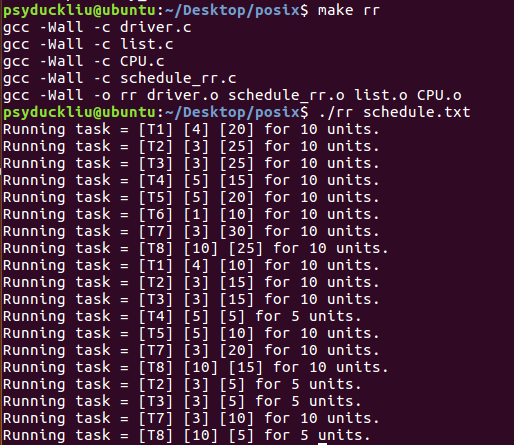 psyduckliu@ubuntu:~/Desktop/posix$ make rr
gcc -Wall -c driver.c
gcc -Wall -c list.c
gcc -Wall -c CPU.c
gcc -Wall -c schedule_rr.c
gcc -Wall -o rr driver.o schedule_rr.o list.o CPU.o
psyduckliu@ubuntu:~/Desktop/posix$ ./rr schedule.txt
Running task = [T1] [4] [20] for 10 units.
Running task = [T2] [3] [25] for 10 units.
Running task = [T3] [3] [25] for 10 units.
Running task = [T4] [5] [15] for 10 units.
Running task = [T5] [5] [20] for 10 units.
Running task = [T6] [1] [10] for 10 units.
Running task = [T7] [3] [30] for 10 units.
Running task = [T8] [10] [25] for 10 units.
Running task = [T1] [4] [10] for 10 units.
Running task = [T2] [3] [15] for 10 units.
Running task = [T3] [3] [15] for 10 units.
Running task = [T4] [5] [5] for 5 units.
Running task = [T5] [5] [10] for 10 units.
Running task = [T7] [3] [20] for 10 units.
Running task = [T8] [10] [15] for 10 units.
Running task = [T2] [3] [5] for 5 units.
Running task = [T3] [3] [5] for 5 units.
Running task = [T7] [3] [10] for 10 units.
Running task = [T8] [10] [5] for 5 units.